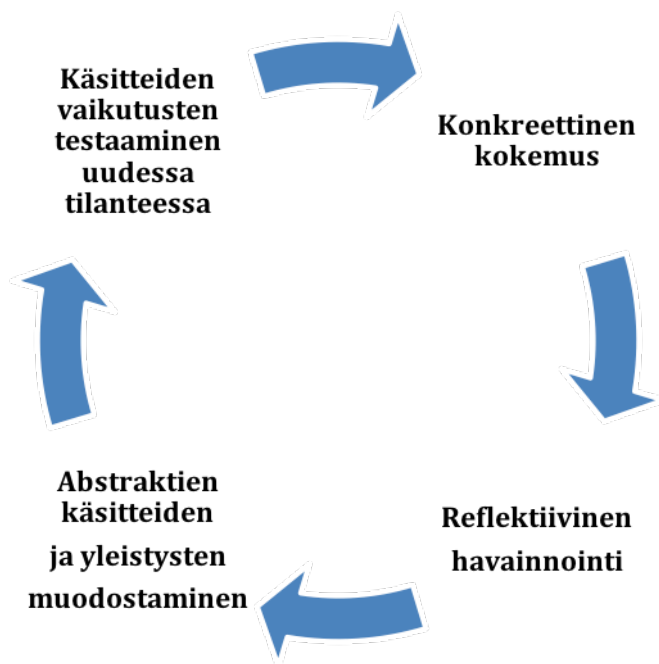 Käsitteiden
vaikutusten
testaaminen
uudessa
tilanteessa
Konkreettinen
kokemus
Reflektiivinen
havainnointi
Abstraktien
käsitteiden
ja yleistysten
muodostaminen